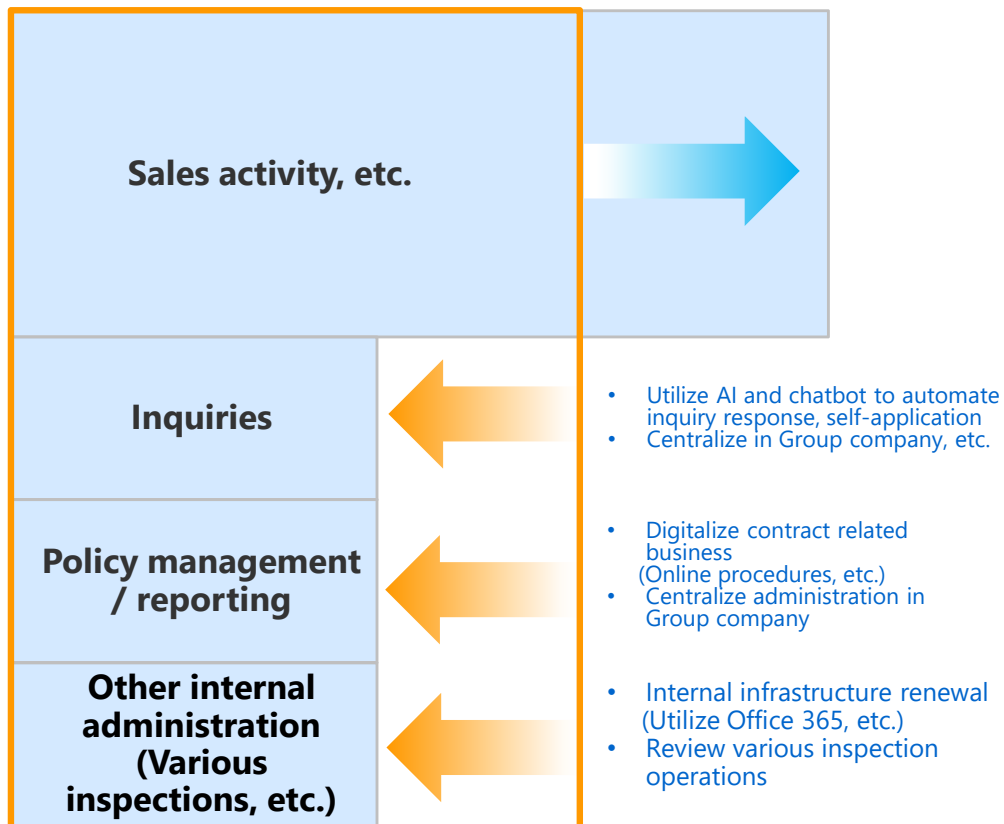 Sales activity, etc.
Inquiries
• Utilize AI and chatbot to automate
inquiry response, self-application
• Centralize in Group company, etc.
Policy management
/ reporting
• Digitalize contract related
business
(Online procedures, etc.)
• Centralize administration in
Group company
Other internal
administration
(Various
inspections, etc.)
• Internal infrastructure renewal
(Utilize Office 365, etc.)
• Review various inspection
operations